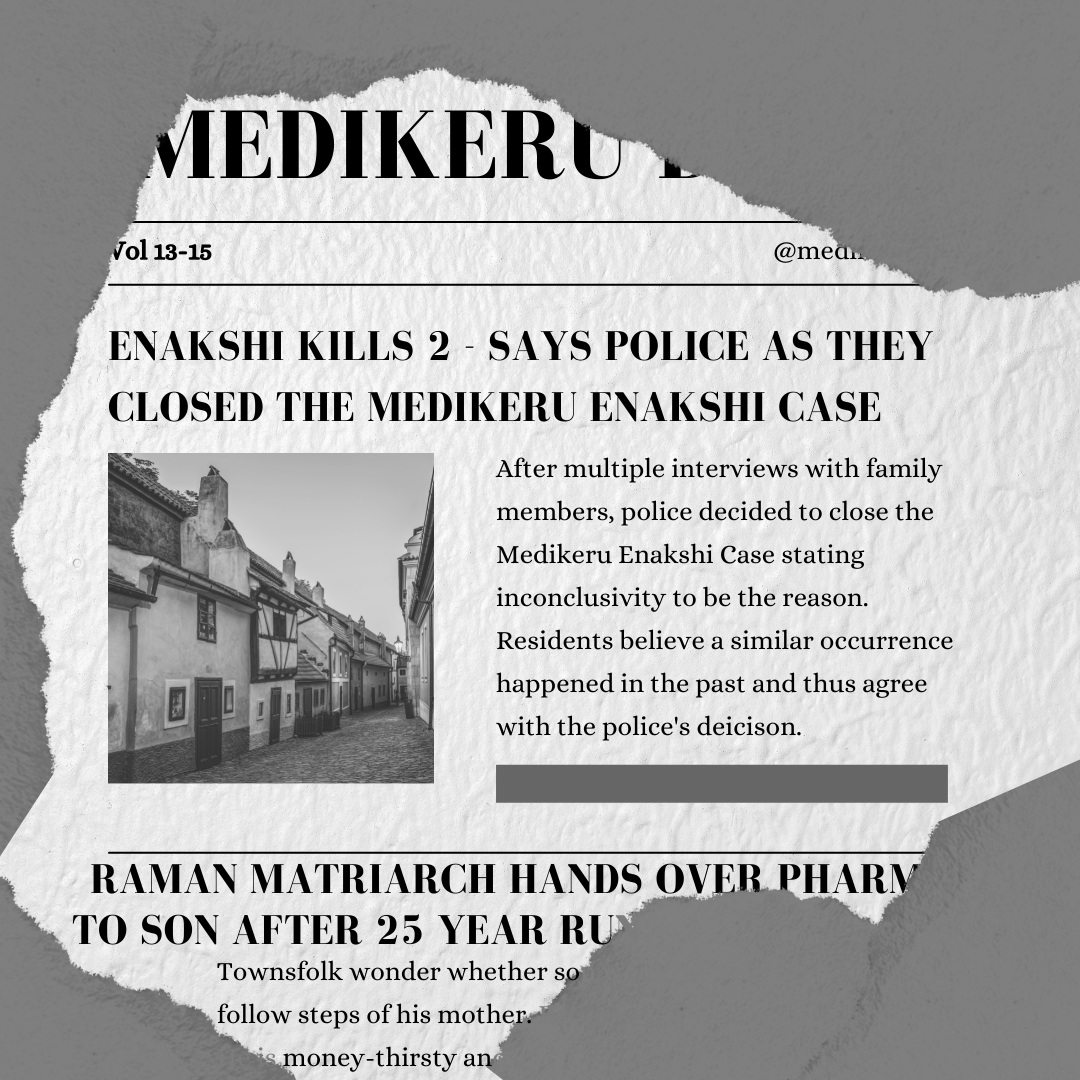 MEDIKERU
Vol 13-15
ENAKSHI KILLS 2 - SAYS POLICE AS THEY
CLOSED THE MEDIKERU ENAKSHI CASE
After multiple interviews with family
members, police decided to close the
Medikeru Enakshi Case stating
inconclusivity to be the reason.
Residents believe a similar occurrence
happened in the past and thus agree
with the police's deicison.
RAMAN MATRIARCH HANDS OVER PHARM
TO SON AFTER 25 YEAR RUN
Townsfolk wonder whether so
follow steps of his mother.
is money-thirsty an